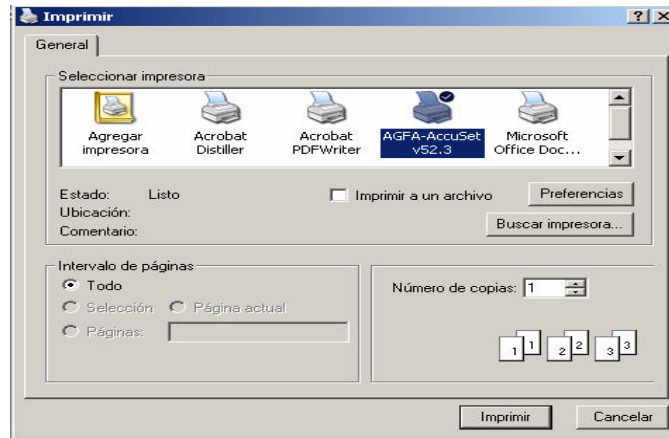 Imprimir
General
Seleccionar impresora
Agregar impresora
Acrobat Distiller
Acrobat PDFWriter
AGFA-AccuSet v52.3
Microsoft Office Doc...
Estado: Listo
Imprimir a un archivo
Preferencias
Ubicación:
Comentario:
Buscar impresora...
Intervalo de páginas
Todo
Selección
Página actual
Páginas:
Número de copias: 1
1 1 2 2 3 3
Imprimir
Cancelar